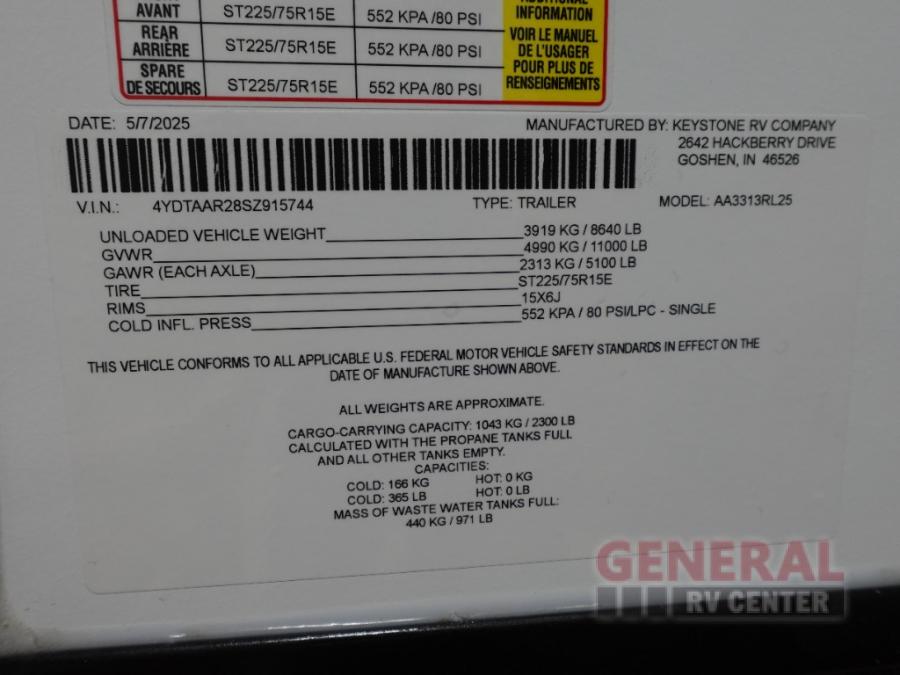 AVANT ST225/75R15E 552 KPA /80 PSI
INFORMATION
REAR
ARRIÈRE ST225/75R15E 552 KPA /80 PSI
SPARE
DE SECOURS ST225/75R15E 552 KPA /80 PSI
VOIR LE MANUEL
DE L'USAGER
POUR PLUS DE
RENSEIGNEMENTS
DATE: 5/7/2025
MANUFACTURED BY: KEYSTONE RV COMPANY
2642 HACKBERRY DRIVE
GOSHEN, IN 46526
V.I.N.: 4YDTAAR28SZ915744 TYPE: TRAILER MODEL: AA3313RL25
UNLOADED VEHICLE WEIGHT 3919 KG / 8640 LB
GVWR 4990 KG / 11000 LB
GAWR (EACH AXLE) 2313 KG / 5100 LB
TIRE ST225/75R15E
RIMS 15X6J
COLD INFL. PRESS 552 KPA / 80 PSI/LPC - SINGLE
THIS VEHICLE CONFORMS TO ALL APPLICABLE U.S. FEDERAL MOTOR VEHICLE SAFETY STANDARDS IN EFFECT ON THE
DATE OF MANUFACTURE SHOWN ABOVE.
ALL WEIGHTS ARE APPROXIMATE.
CARGO-CARRYING CAPACITY: 1043 KG / 2300 LB
CALCULATED WITH THE PROPANE TANKS FULL
AND ALL OTHER TANKS EMPTY.
CAPACITIES:
COLD: 166 KG HOT: 0 KG
COLD: 365 LB HOT: 0 LB
MASS OF WASTE WATER TANKS FULL:
440 KG / 971 LB
GENERAL
RV CENTER